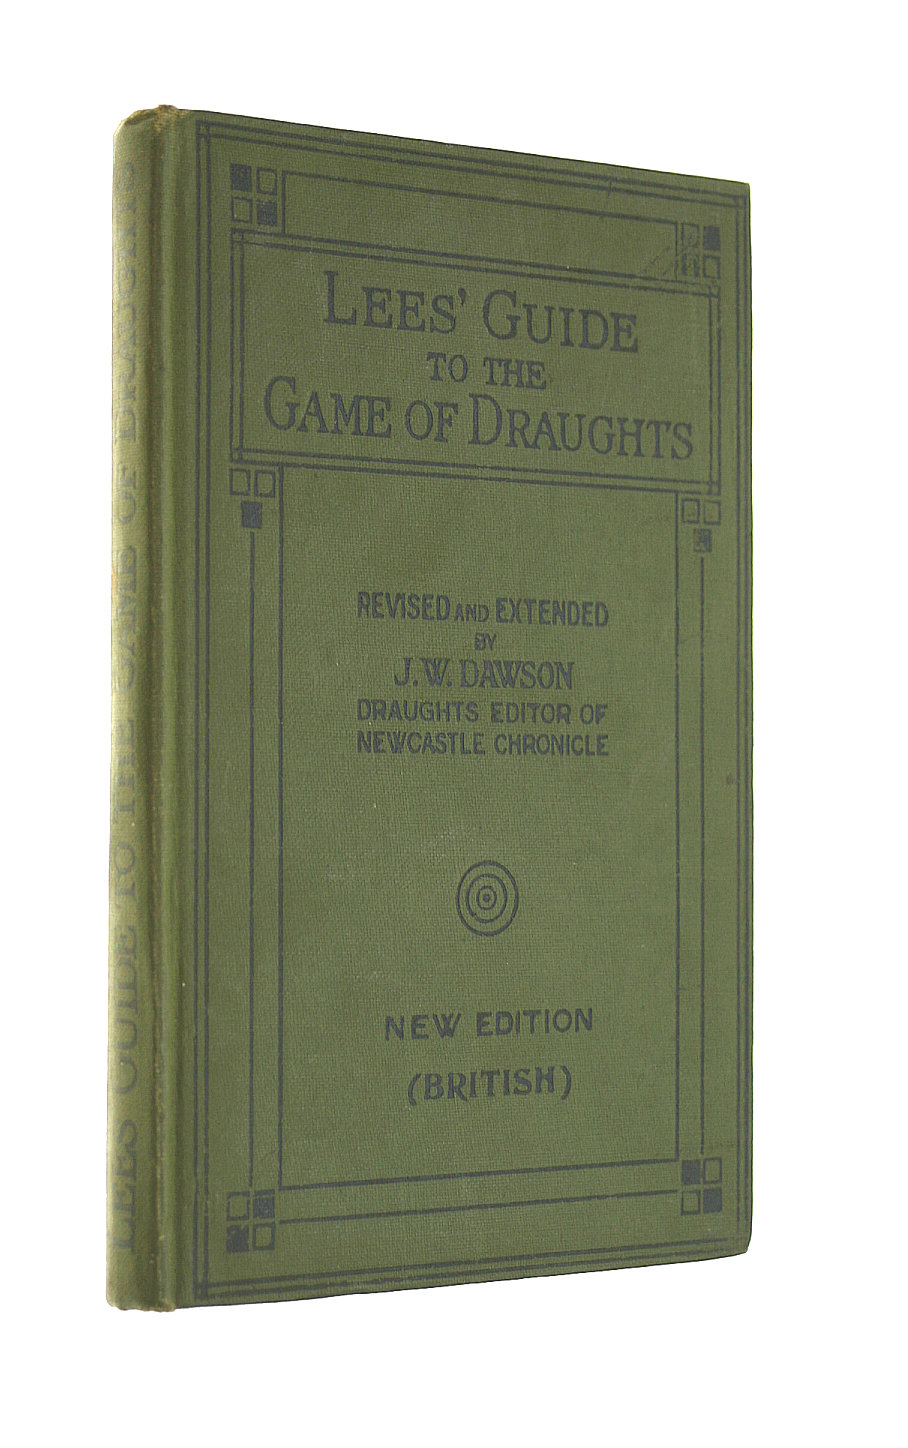 LEES' GUIDE
TO THE
GAME OF DRAUGHTS
REVISED AND EXTENDED
BY
J. W. DAWSON
DRAUGHTS EDITOR OF
NEWCASTLE CHRONICLE
NEW EDITION
(BRITISH)
LEES GUIDE TO THE GAME OF DRAUGHTS